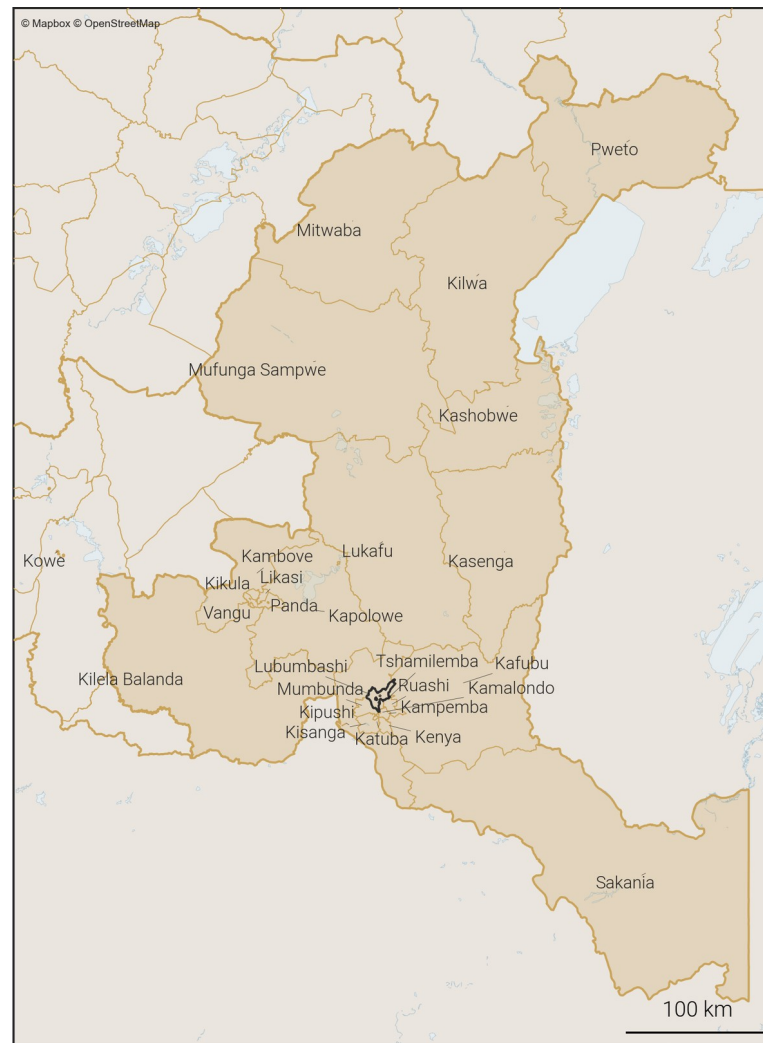 © Mapbox © OpenStreetMap
Pweto
Mitwaba
Kilwa
Mufunga Sampwe
Kashobwe
Kowe
Kambove
Lukafu
Kasenga
Kikula
Likasi
Vangu
Panda
Kapolowe
Kilela Balanda
Lubumbashi
Tshamilemba
Kafubu
Mumbunda
Ruashi
Kamalondo
Kipushi
Kampemba
Kisanga
Katuba
Kenya
Sakania
100 km